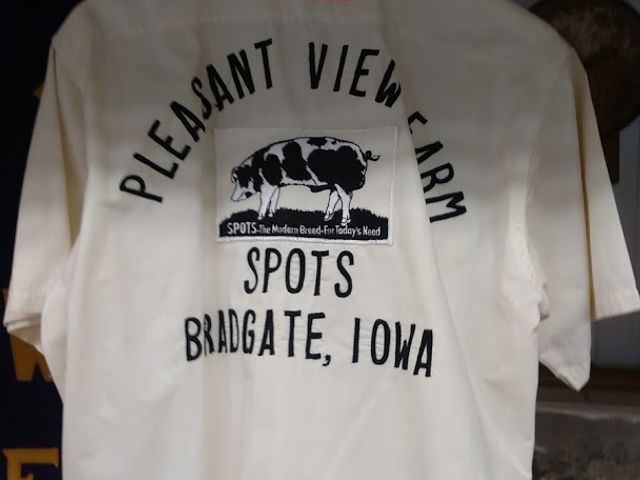 PLEASANT VIEW FARM
SPOTS-The Modern Breed-For Today's Need
SPOTS
BRADGATE, IOWA